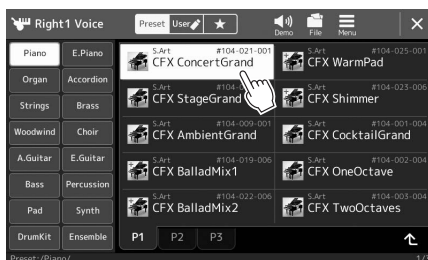 Right1 Voice
Preset User
Demo File Menu
Piano E.Piano
Organ Accordion
Strings Brass
Woodwind Choir
A.Guitar E.Guitar
Bass Percussion
Pad Synth
DrumKit Ensemble
S.Art #104-021-001
CFX ConcertGrand
S.Art #104-025-001
CFX WarmPad
S.Art
CFX StageGrand
S.Art #104-023-006
CFX Shimmer
S.Art #104-009-001
CFX AmbientGrand
S.Art #104-001-004
CFX CocktailGrand
S.Art #104-019-006
CFX BalladMix1
S.Art #104-002-004
CFX OneOctave
S.Art #104-022-006
CFX BalladMix2
S.Art #104-003-004
CFX TwoOctaves
P1 P2 P3
Preset:/Piano/